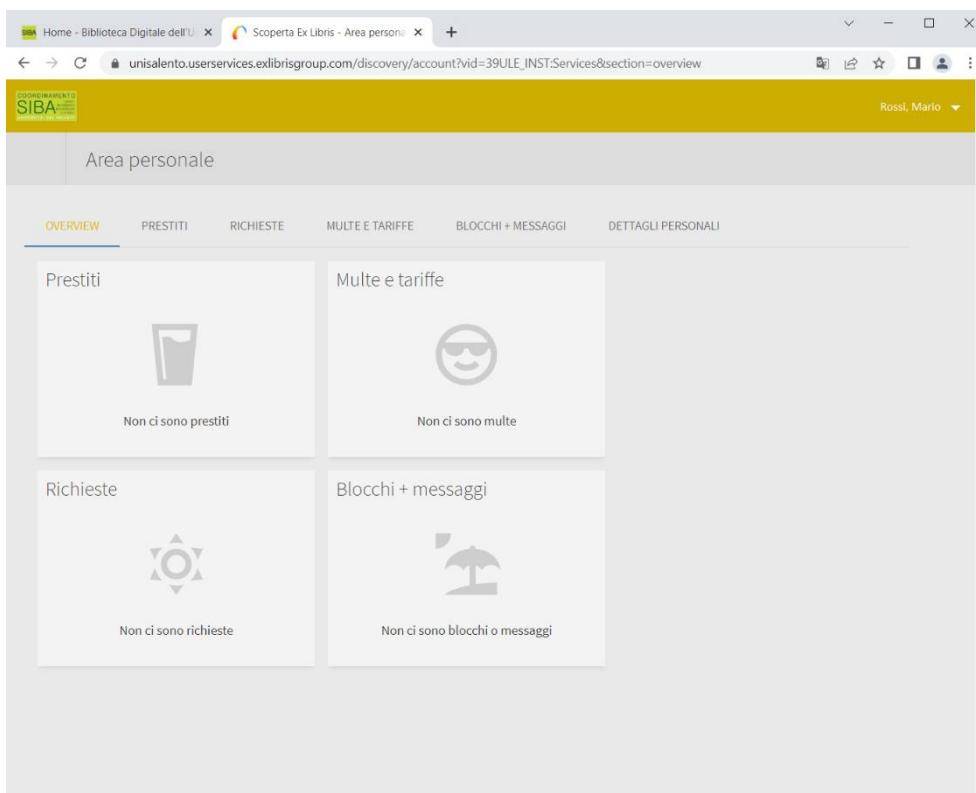 Home - Biblioteca Digitale dell'U
Scoperta Ex Libris - Area persona
unisalento.userservices.exlibrisgroup.com/discovery/account?vid=39ULE_INST:Services&section=overview
COORDINAMENTO
SIBA
Rossi, Mario
Area personale
OVERVIEW PRESTITI RICHIESTE MULTE E TARIFFE BLOCCHI + MESSAGGI DETTAGLI PERSONALI
Prestiti
Non ci sono prestiti
Multe e tariffe
Non ci sono multe
Richieste
Non ci sono richieste
Blocchi + messaggi
Non ci sono blocchi o messaggi